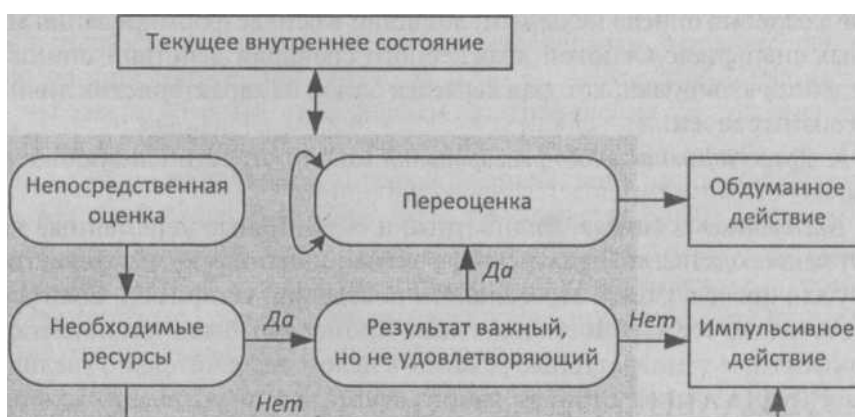 Текущее внутреннее состояние
Непосредственная
оценка
Переоценка
Обдуманное
действие
Да
Необходимые
ресурсы
Да
Результат важный,
но не удовлетворяющий
Нет
Импульсивное
действие
Нет